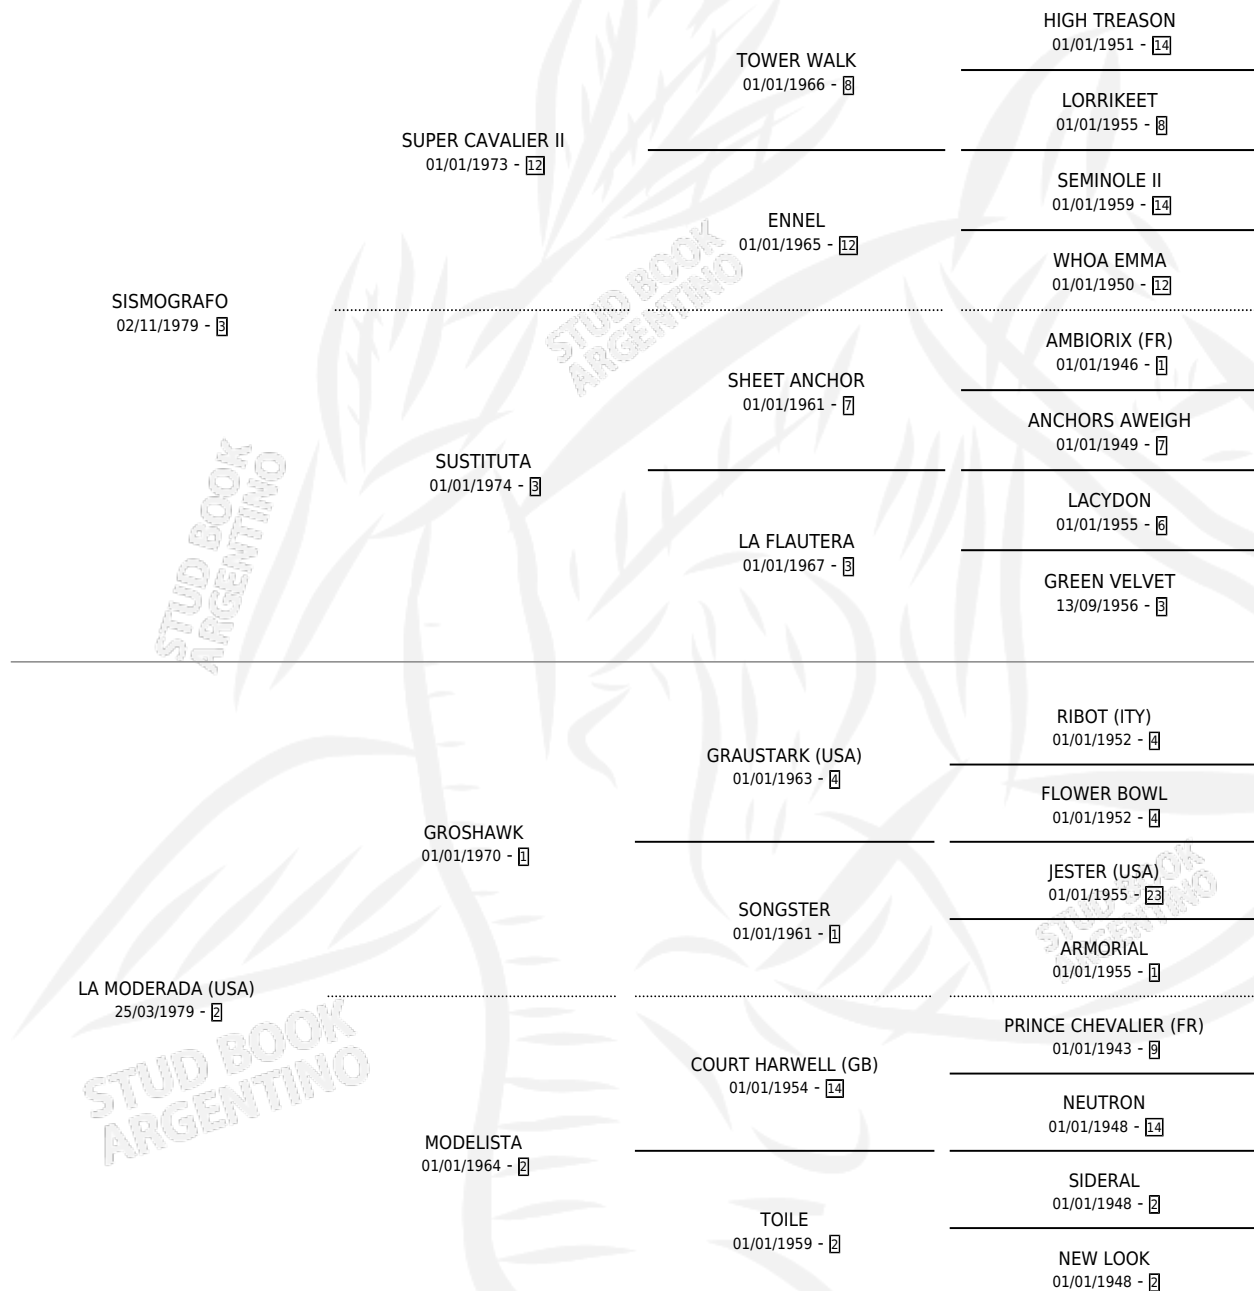 HIGH TREASON
01/01/1951 - 14
TOWER WALK
01/01/1966 - 8
LORRIKEET
01/01/1955 - 8
SUPER CAVALIER II
01/01/1973 - 12
SEMINOLE II
01/01/1959 - 14
ENNEL
01/01/1965 - 12
WHOA EMMA
01/01/1950 - 12
SISMOGRAFO
02/11/1979 - 3
AMBIORIX (FR)
01/01/1946 - 1
SHEET ANCHOR
01/01/1961 - 7
ANCHORS AWEIGH
01/01/1949 - 7
SUSTITUTA
01/01/1974 - 3
LACYDON
01/01/1955 - 6
LA FLAUTERA
01/01/1967 - 3
GREEN VELVET
13/09/1956 - 3
RIBOT (ITY)
01/01/1952 - 4
GRAUSTARK (USA)
01/01/1963 - 4
FLOWER BOWL
01/01/1952 - 4
GROSHAWK
01/01/1970 - 1
JESTER (USA)
01/01/1955 - 23
SONGSTER
01/01/1961 - 1
ARMORIAL
01/01/1955 - 1
LA MODERADA (USA)
25/03/1979 - 2
PRINCE CHEVALIER (FR)
01/01/1943 - 9
COURT HARWELL (GB)
01/01/1954 - 14
NEUTRON
01/01/1948 - 14
MODELISTA
01/01/1964 - 2
SIDERAL
01/01/1948 - 2
TOILE
01/01/1959 - 2
NEW LOOK
01/01/1948 - 2
STUD BOOK
ARGENTINO
STUD BOOK
ARGENTINO
STUD BOOK
ARGENTINO
STUD BOOK
ARGENTINO